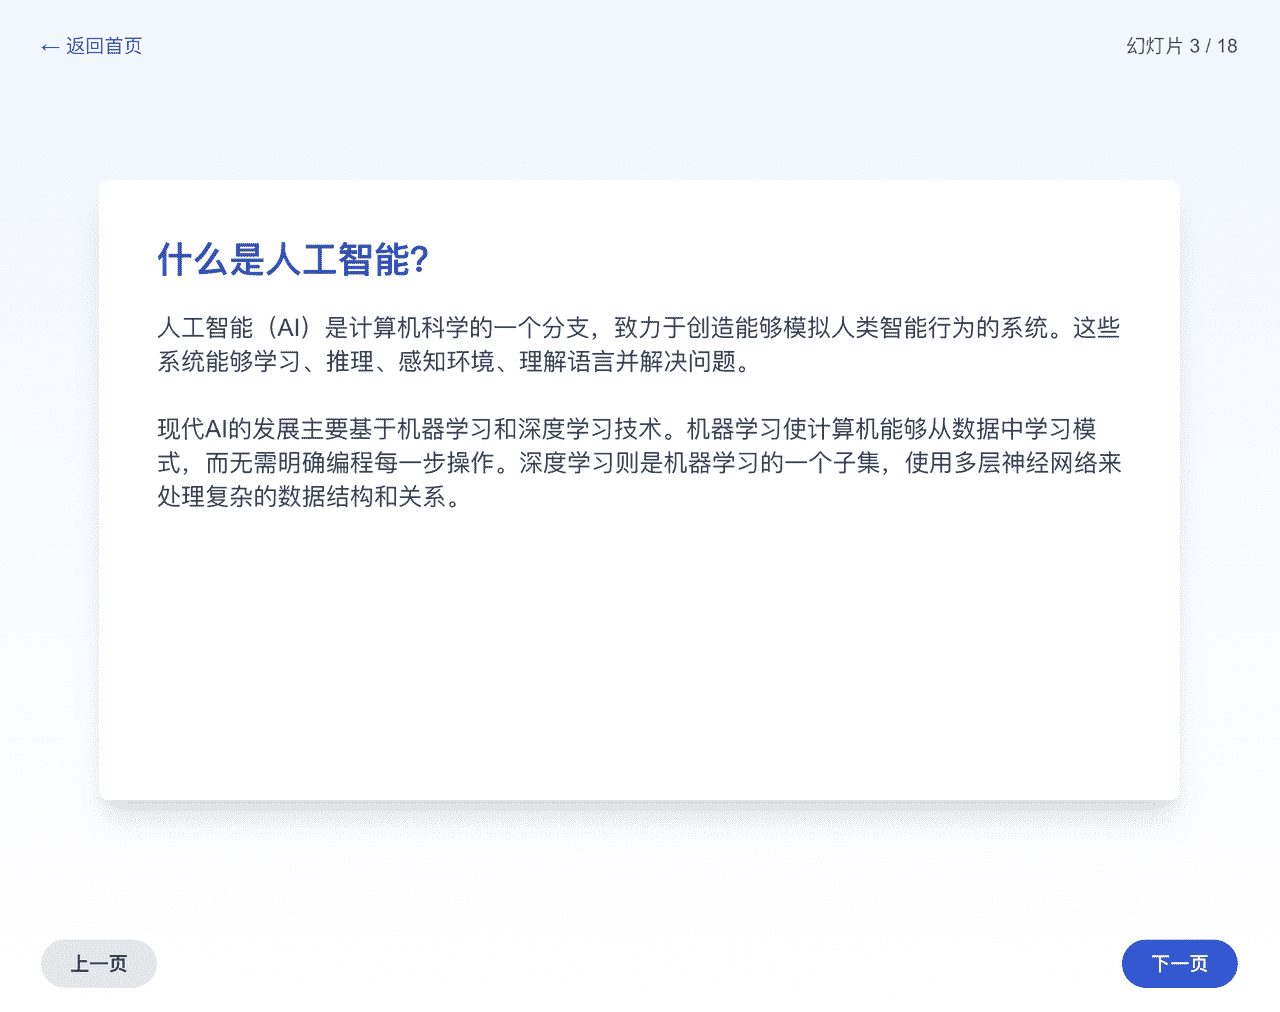 ← 返回首页
幻灯片 3 / 18
什么是人工智能?
人工智能（AI）是计算机科学的一个分支，致力于创造能够模拟人类智能行为的系统。这些
系统能够学习、推理、感知环境、理解语言并解决问题。
现代AI的发展主要基于机器学习和深度学习技术。机器学习使计算机能够从数据中学习模
式，而无需明确编程每一步操作。深度学习则是机器学习的一个子集，使用多层神经网络来
处理复杂的数据结构和关系。
上一页
下一页